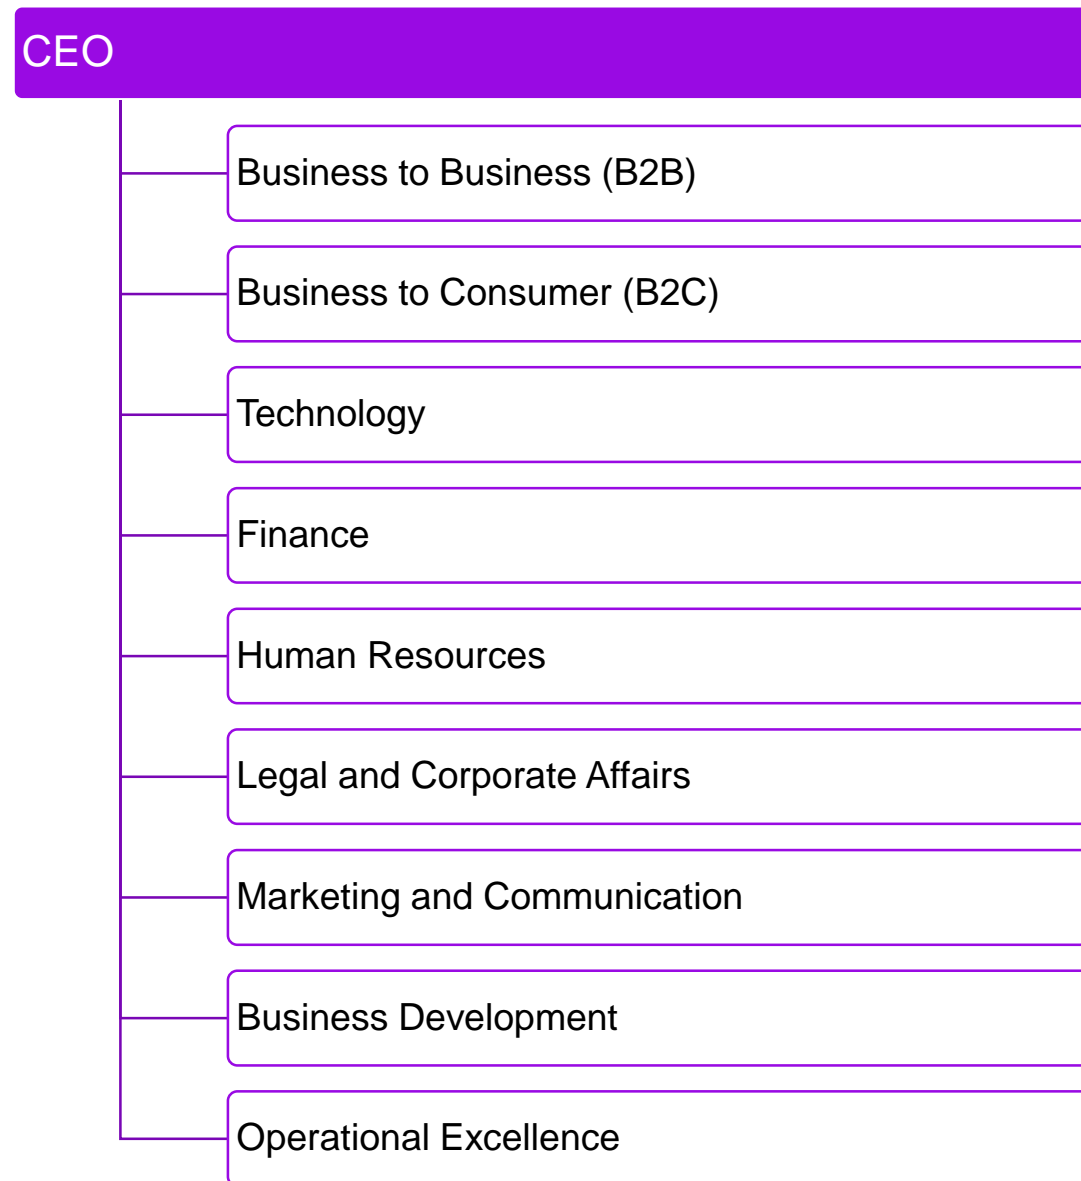 CEO
Business to Business (B2B)
Business to Consumer (B2C)
Technology
Finance
Human Resources
Legal and Corporate Affairs
Marketing and Communication
Business Development
Operational Excellence